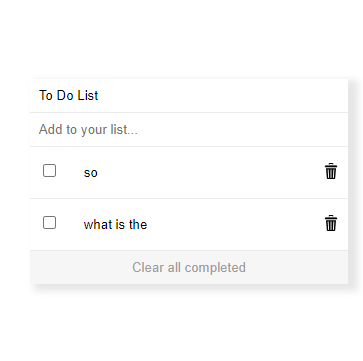 To Do List
Add to your list...
so
what is the
Clear all completed